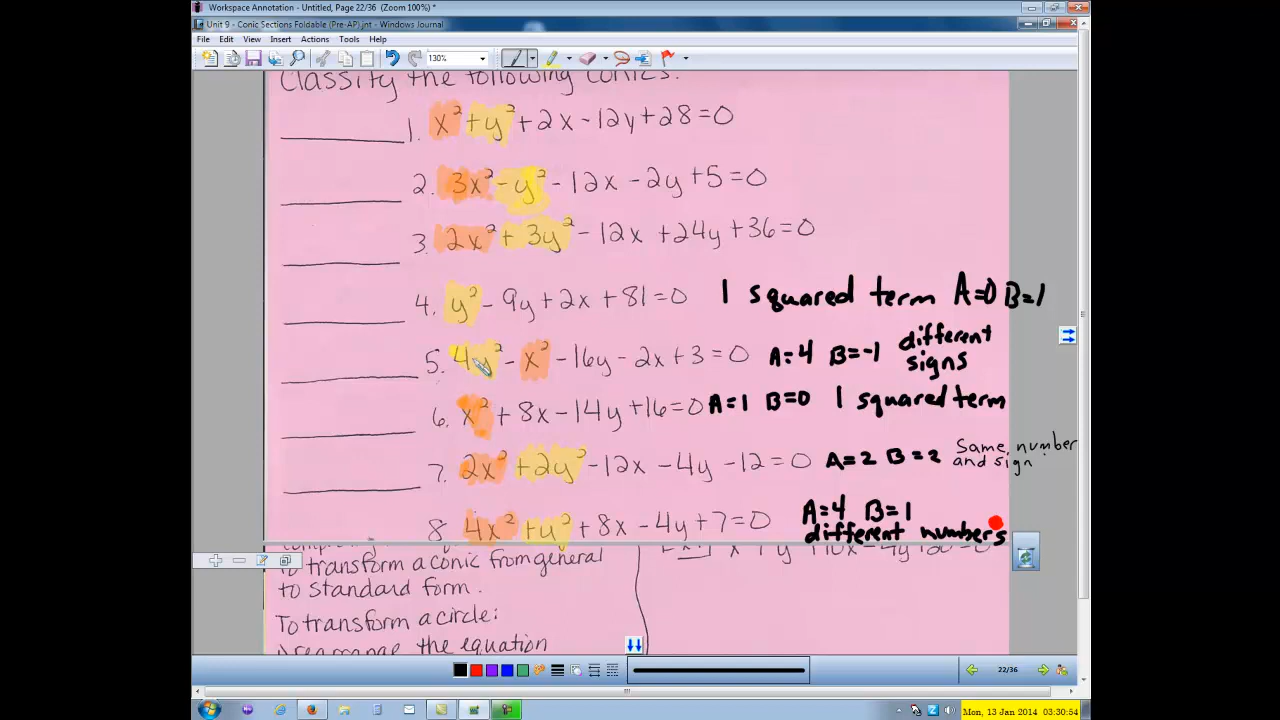 Workspace Annotation - Untitled, Page 22/36 (Zoom 100%) *
Unit 9 - Conic Sections Foldable (Pre-AP).jnt - Windows Journal
File Edit View Insert Actions Tools Help
130%
Classify the following conics.
1. x² + y² + 2x - 12y + 28 = 0
2. 3x² - y² - 12x - 2y + 5 = 0
3. 2x² + 3y² - 12x + 24y + 36 = 0
4. y² - 9y + 2x + 81 = 0 1 squared term A=0 B=1
5. 4y² - x² - 16y - 2x + 3 = 0 A=4 B=-1 different signs
6. x² + 8x - 14y + 16 = 0 A=1 B=0 1 squared term
7. 2x² + 2y² - 12x - 4y - 12 = 0 A=2 B=2 Same number and sign
8. 4x² + y² + 8x - 4y + 7 = 0 A=4 B=1 different numbers
To transform a conic from general
to standard form.
To transform a circle:
rearrange the equation
22/36
Mon, 13 Jan 2014 03:30:54